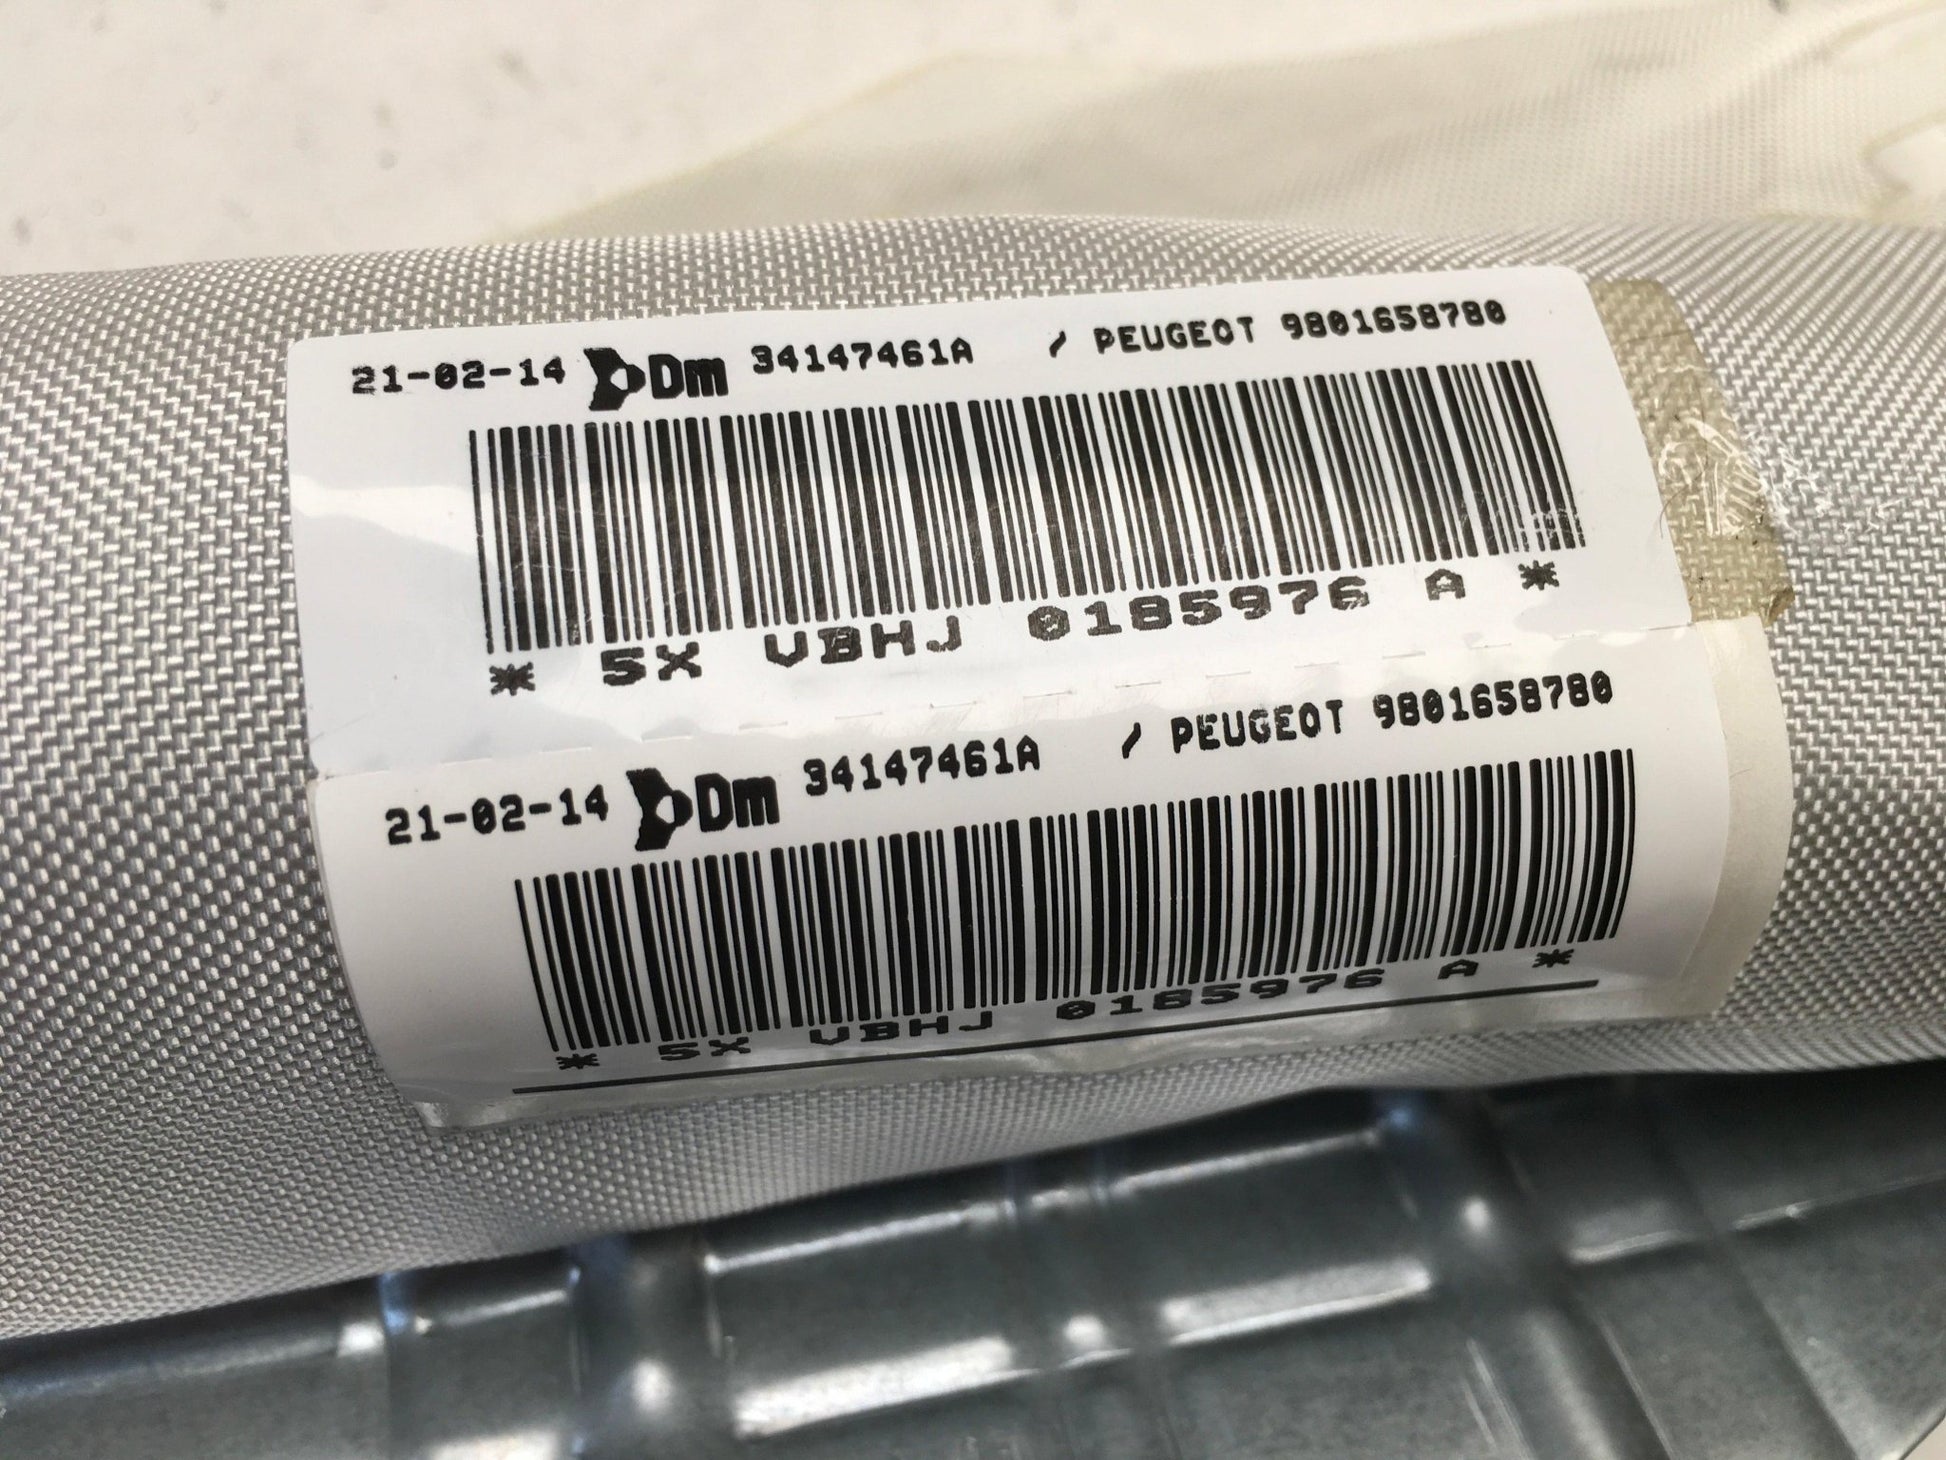 21-02-14 Dm 34147461A / PEUGEOT 9801658780
* 5X VBHJ 0185976 A *
21-02-14 Dm 34147461A / PEUGEOT 9801658780
* 5X VBHJ 0185976 A *